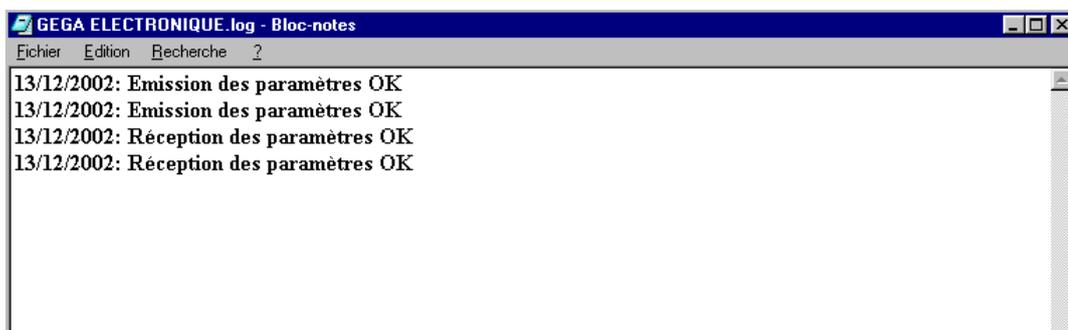 GEGA ELECTRONIQUE.log - Bloc-notes
Fichier Edition Recherche ?
13/12/2002: Emission des paramètres OK
13/12/2002: Emission des paramètres OK
13/12/2002: Réception des paramètres OK
13/12/2002: Réception des paramètres OK